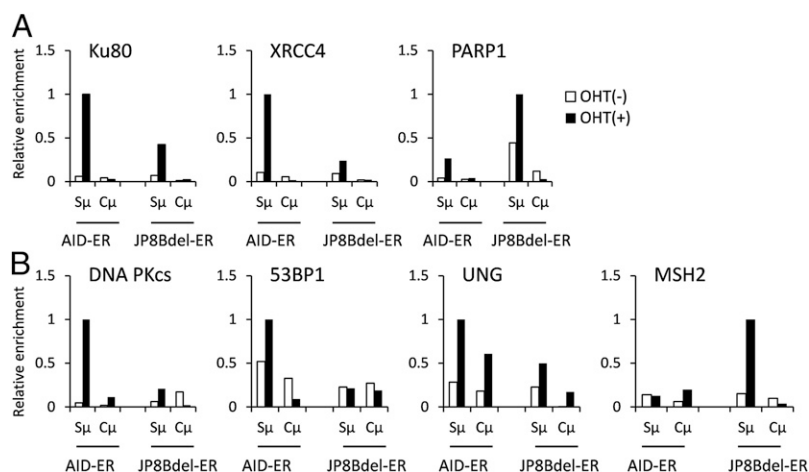 A
Ku80 XRCC4 PARP1
Relative enrichment
1.5 1.5 1.5
1 1 1
0.5 0.5 0.5
0 0 0
OHT(-)
OHT(+)
Sμ Cμ Sμ Cμ Sμ Cμ Sμ Cμ Sμ Cμ Sμ Cμ
AID-ER JP8Bdel-ER AID-ER JP8Bdel-ER AID-ER JP8Bdel-ER
B
DNA PKcs 53BP1 UNG MSH2
Relative enrichment
1.5 1.5 1.5 1.5
1 1 1 1
0.5 0.5 0.5 0.5
0 0 0 0
Sμ Cμ Sμ Cμ Sμ Cμ Sμ Cμ Sμ Cμ Sμ Cμ Sμ Cμ Sμ Cμ
AID-ER JP8Bdel-ER AID-ER JP8Bdel-ER AID-ER JP8Bdel-ER AID-ER JP8Bdel-ER